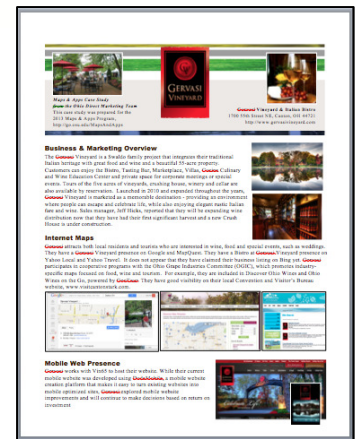 GERVASI
VINEYARD
Maps & Apps Case Study
from the Ohio Direct Marketing Team
This case study was prepared for the
2013 Maps & Apps Program,
http://go.osu.edu/MapsAndApps
Gervasi Vineyard & Italian Bistro
1700 55th Street NE, Canton, OH 44721
http://www.gervasivineyard.com
Business & Marketing Overview
The Gervasi Vineyard is a Swaldo family project that integrates their traditional
Italian heritage with great food and wine and a beautiful 55-acre property.
Customers can enjoy the Bistro, Tasting Bar, Marketplace, Villas, Cucina Culinary
and Wine Education Center and private space for corporate meetings or special
events. Tours of the five acres of vineyards, crushing house, winery and cellar are
also available by reservation. Launched in 2010 and expanded throughout the years,
Gervasi Vineyard is marketed as a memorable destination – providing an environment
where people can escape and celebrate life, while also enjoying elegant rustic Italian
fare and wine. Sales manager, Jeff Hicks, reported that they will be expanding wine
distribution now that they have had their first significant harvest and a new Crush
House is under construction.
Internet Maps
Gervasi attracts both local residents and tourists who are interested in wine, food and special events, such as weddings.
They have a Gervasi Vineyard presence on Google and MapQuest. They have a Bistro at Gervasi Vineyard presence on
Yahoo Local and Yahoo Travel. It does not appear that they have claimed their business listing on Bing yet. Gervasi
participates in cooperative programs with the Ohio Grape Industries Committee (OGIC), which promotes industry-
specific maps focused on food, wine and tourism. For example, they are included in Discover Ohio Wines and Ohio
Wines on the Go, powered by They have good visibility on their local Convention and Visitor's Bureau
website, www.visitcantonstark.com.
Mobile Web Presence
Gervasi works with Vin65 to host their website. While their current
mobile website was developed using DudaMobile, a mobile website
creation platform that makes it easy to turn existing websites into
mobile optimized sites, Gervasi explored mobile website
improvements and will continue to make decisions based on return on
investment